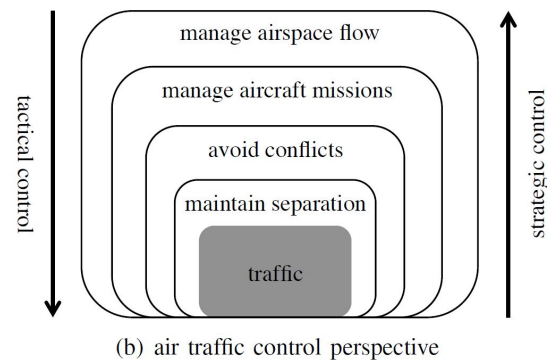 manage airspace flow
manage aircraft missions
avoid conflicts
maintain separation
traffic
tactical control
strategic control
(b) air traffic control perspective